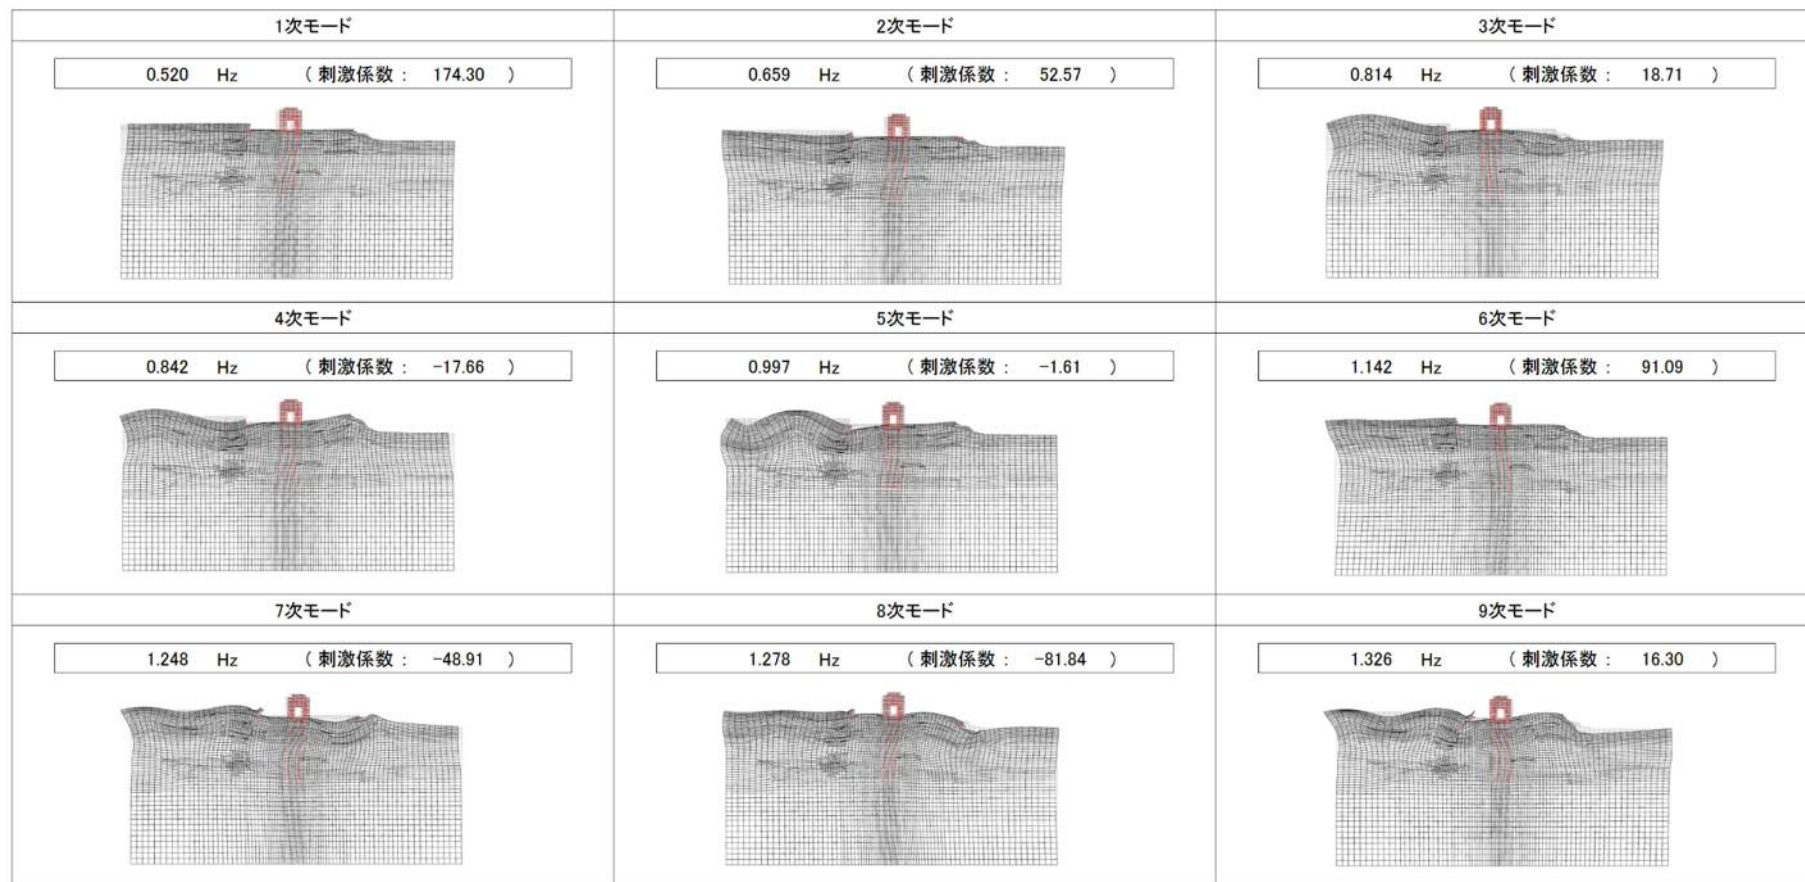 1次モード 2次モード 3次モード
0.520 Hz （ 刺激係数 ： 174.30 ） 0.659 Hz （ 刺激係数 ： 52.57 ） 0.814 Hz （ 刺激係数 ： 18.71 ）
4次モード 5次モード 6次モード
0.842 Hz （ 刺激係数 ： -17.66 ） 0.997 Hz （ 刺激係数 ： -1.61 ） 1.142 Hz （ 刺激係数 ： 91.09 ）
7次モード 8次モード 9次モード
1.248 Hz （ 刺激係数 ： -48.91 ） 1.278 Hz （ 刺激係数 ： -81.84 ） 1.326 Hz （ 刺激係数 ： 16.30 ）